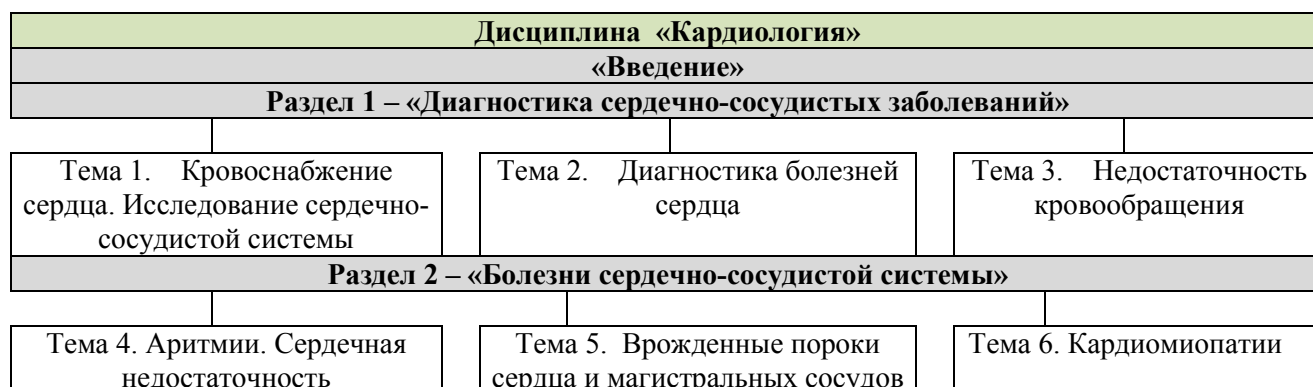 Дисциплина «Кардиология»
«Введение»
Раздел 1 – «Диагностика сердечно-сосудистых заболеваний»
Тема 1. Кровоснабжение
сердца. Исследование сердечно-
сосудистой системы
Тема 2. Диагностика болезней
сердца
Тема 3. Недостаточность
кровообращения
Раздел 2 – «Болезни сердечно-сосудистой системы»
Тема 4. Аритмии. Сердечная
недостаточность
Тема 5. Врожденные пороки
сердца и магистральных сосудов
Тема 6. Кардиомиопатии